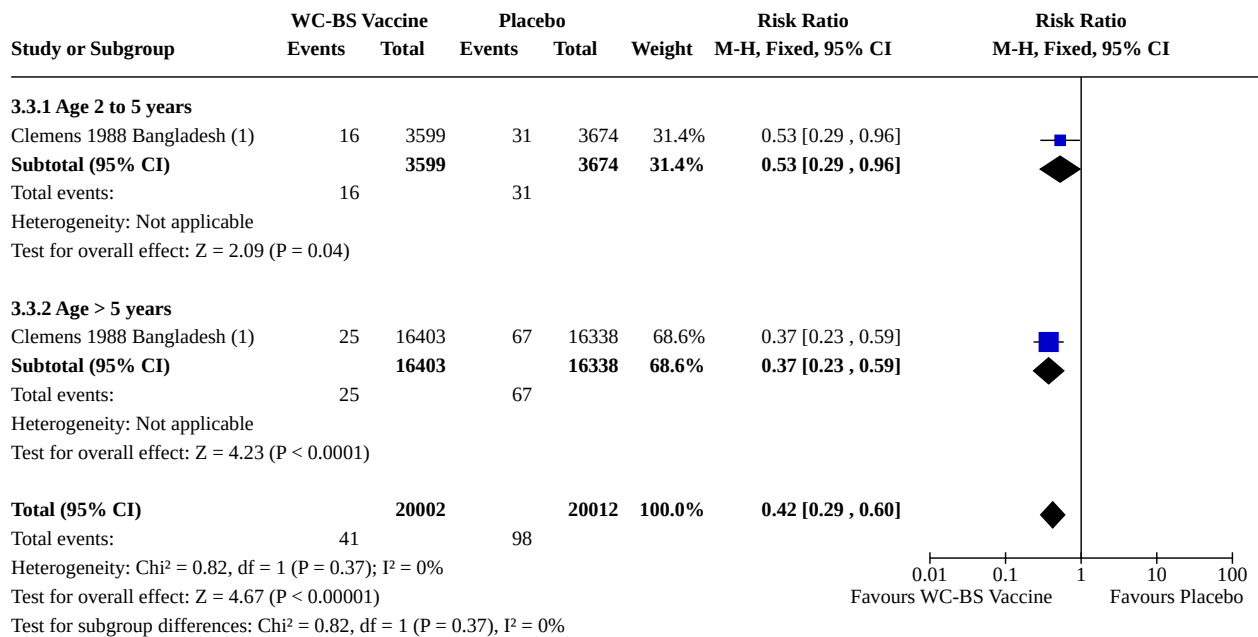 WC-BS Vaccine Placebo Risk Ratio Risk Ratio
Study or Subgroup Events Total Events Total Weight M-H, Fixed, 95% CI M-H, Fixed, 95% CI
3.3.1 Age 2 to 5 years
Clemens 1988 Bangladesh (1) 16 3599 31 3674 31.4% 0.53 [0.29 , 0.96]
Subtotal (95% CI) 3599 3674 31.4% 0.53 [0.29 , 0.96]
Total events: 16 31
Heterogeneity: Not applicable
Test for overall effect: Z = 2.09 (P = 0.04)
3.3.2 Age > 5 years
Clemens 1988 Bangladesh (1) 25 16403 67 16338 68.6% 0.37 [0.23 , 0.59]
Subtotal (95% CI) 16403 16338 68.6% 0.37 [0.23 , 0.59]
Total events: 25 67
Heterogeneity: Not applicable
Test for overall effect: Z = 4.23 (P < 0.0001)
Total (95% CI) 20002 20012 100.0% 0.42 [0.29 , 0.60]
Total events: 41 98
Heterogeneity: Chi² = 0.82, df = 1 (P = 0.37); I² = 0%
Test for overall effect: Z = 4.67 (P < 0.00001)
Test for subgroup differences: Chi² = 0.82, df = 1 (P = 0.37), I² = 0%
0.01 0.1 1 10 100
Favours WC-BS Vaccine Favours Placebo